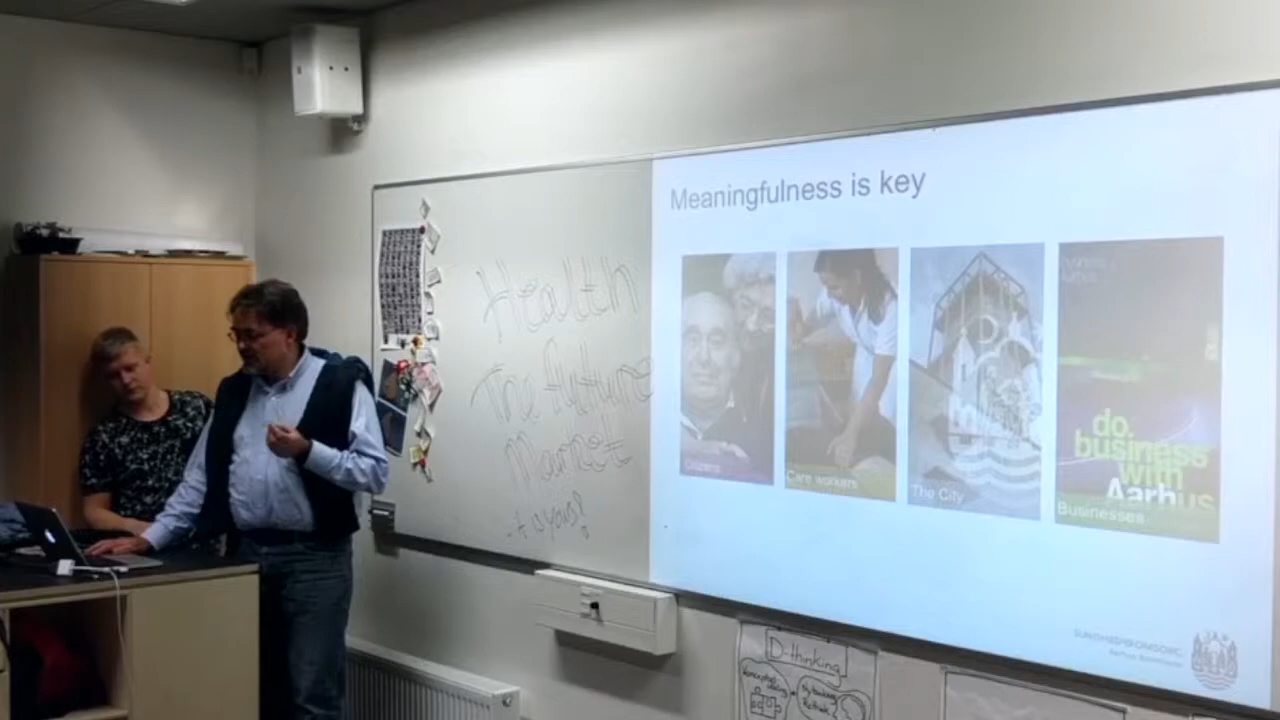 Meaningfulness is key
Health
The future
Market
Citizens
Care workers
The City
do
business
with
Aarhus
Businesses
D-thinking